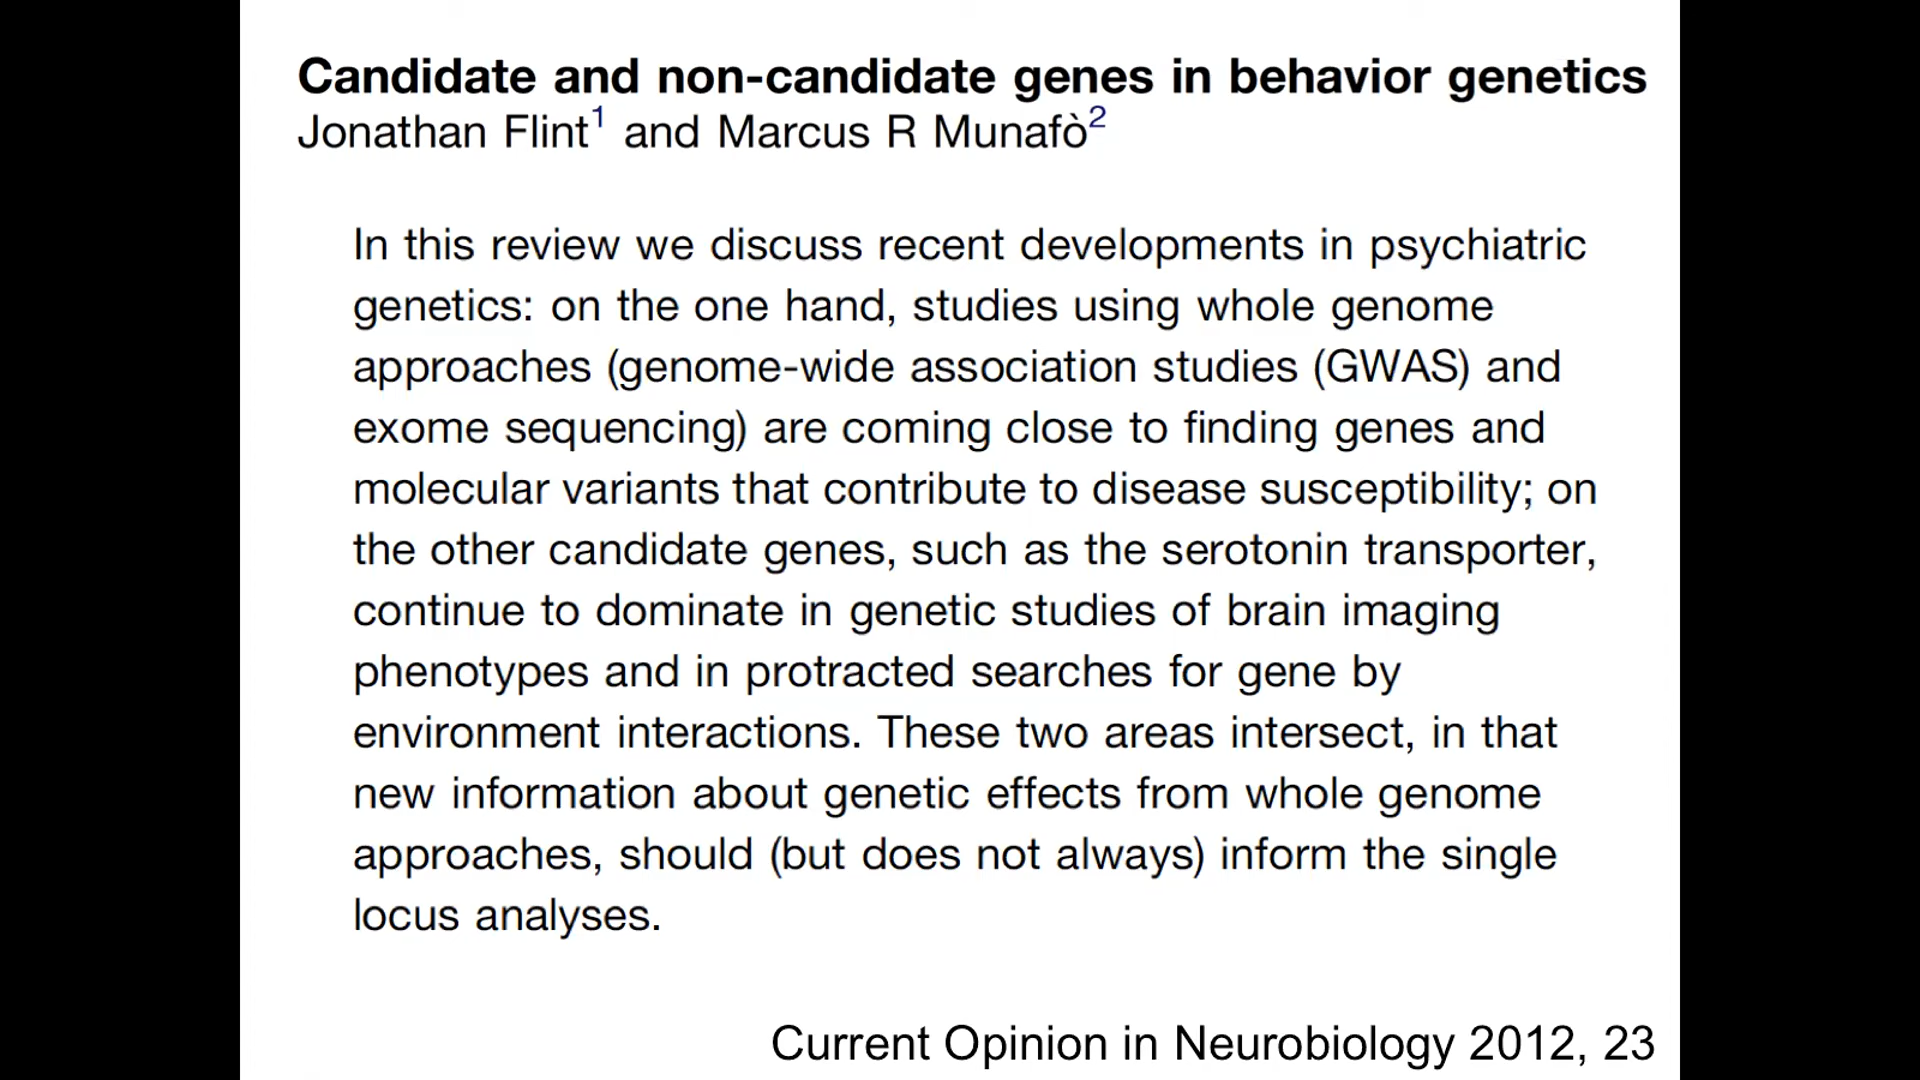 Candidate and non-candidate genes in behavior genetics
Jonathan Flint1 and Marcus R Munafò2
In this review we discuss recent developments in psychiatric
genetics: on the one hand, studies using whole genome
approaches (genome-wide association studies (GWAS) and
exome sequencing) are coming close to finding genes and
molecular variants that contribute to disease susceptibility; on
the other candidate genes, such as the serotonin transporter,
continue to dominate in genetic studies of brain imaging
phenotypes and in protracted searches for gene by
environment interactions. These two areas intersect, in that
new information about genetic effects from whole genome
approaches, should (but does not always) inform the single
locus analyses.
Current Opinion in Neurobiology 2012, 23